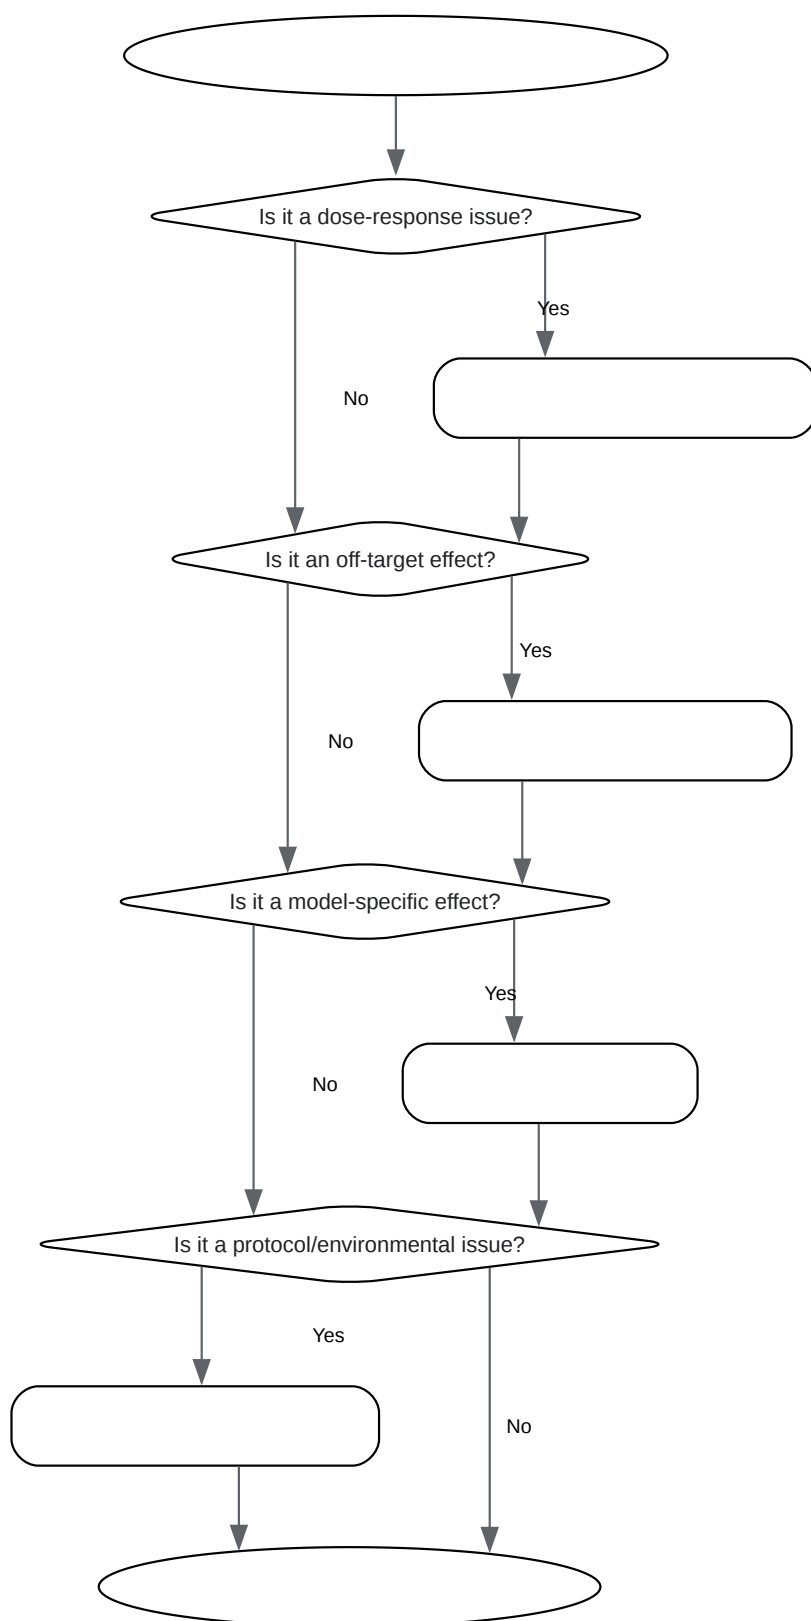 Is it a dose-response issue?
Yes
No
Is it an off-target effect?
Yes
No
Is it a model-specific effect?
Yes
No
Is it a protocol/environmental issue?
Yes
No